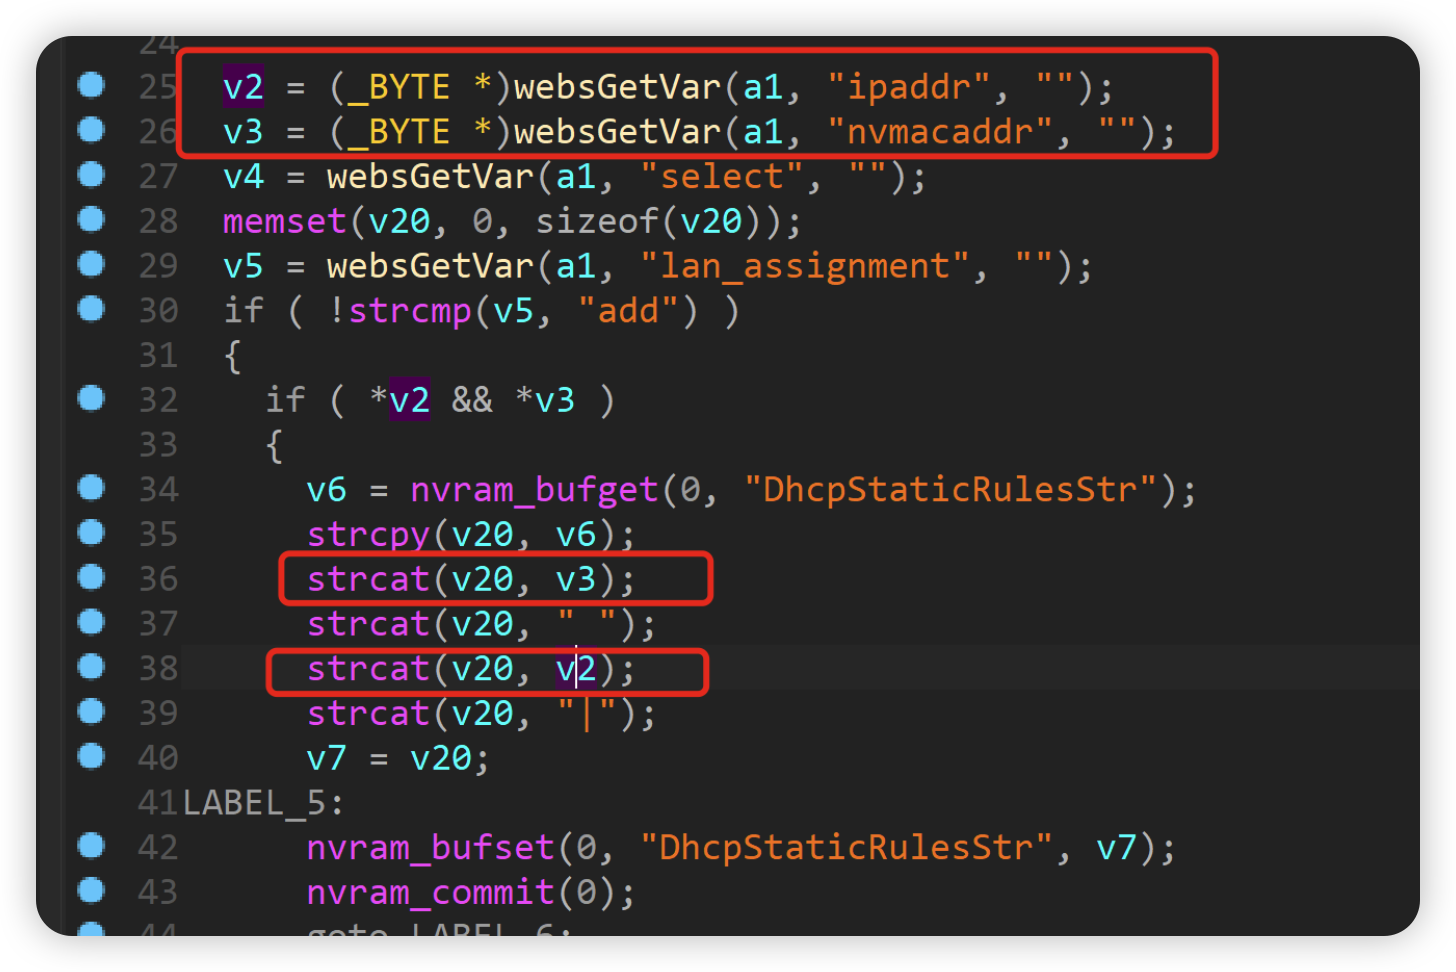 24
25 v2 = (_BYTE *)websGetVar(a1, "ipaddr", "");
26 v3 = (_BYTE *)websGetVar(a1, "nvmacaddr", "");
27 v4 = websGetVar(a1, "select", "");
28 memset(v20, 0, sizeof(v20));
29 v5 = websGetVar(a1, "lan_assignment", "");
30 if ( !strcmp(v5, "add") )
31 {
32 if ( *v2 && *v3 )
33 {
34 v6 = nvram_bufget(0, "DhcpStaticRulesStr");
35 strcpy(v20, v6);
36 strcat(v20, v3);
37 strcat(v20, " ");
38 strcat(v20, v2);
39 strcat(v20, "|");
40 v7 = v20;
41 LABEL_5:
42 nvram_bufset(0, "DhcpStaticRulesStr", v7);
43 nvram_commit(0);
44 goto LABEL_6;